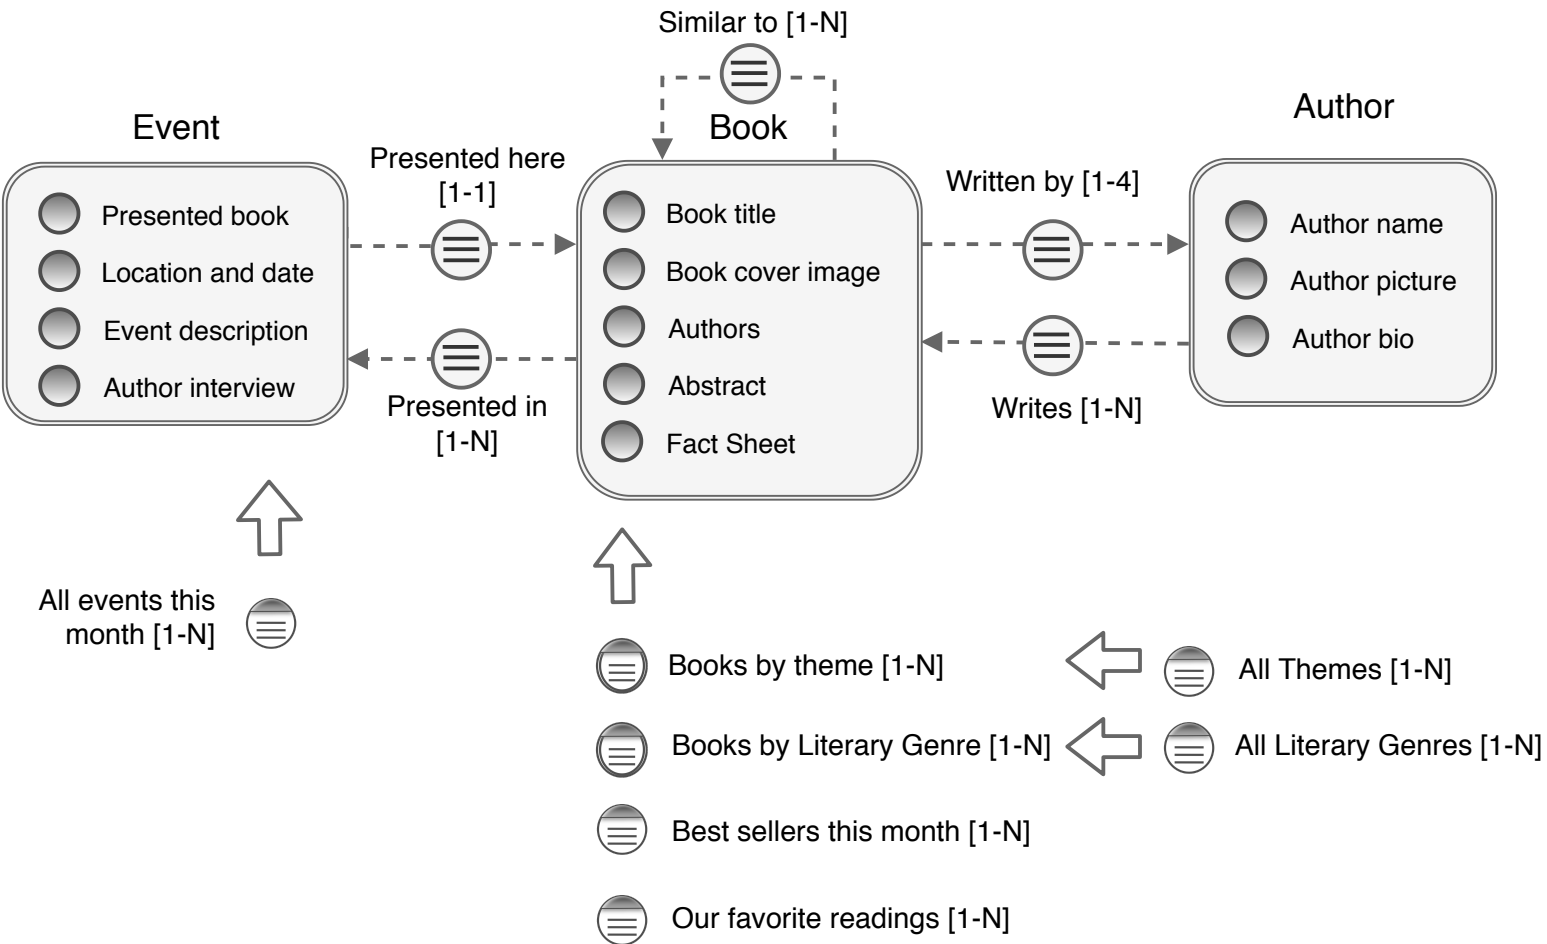 Similar to [1-N]
Event
Book
Author
Presented here
[1-1]
Written by [1-4]
Presented book
Location and date
Event description
Author interview
Book title
Book cover image
Authors
Abstract
Fact Sheet
Author name
Author picture
Author bio
Presented in
[1-N]
Writes [1-N]
All events this
month [1-N]
Books by theme [1-N]
All Themes [1-N]
Books by Literary Genre [1-N]
All Literary Genres [1-N]
Best sellers this month [1-N]
Our favorite readings [1-N]